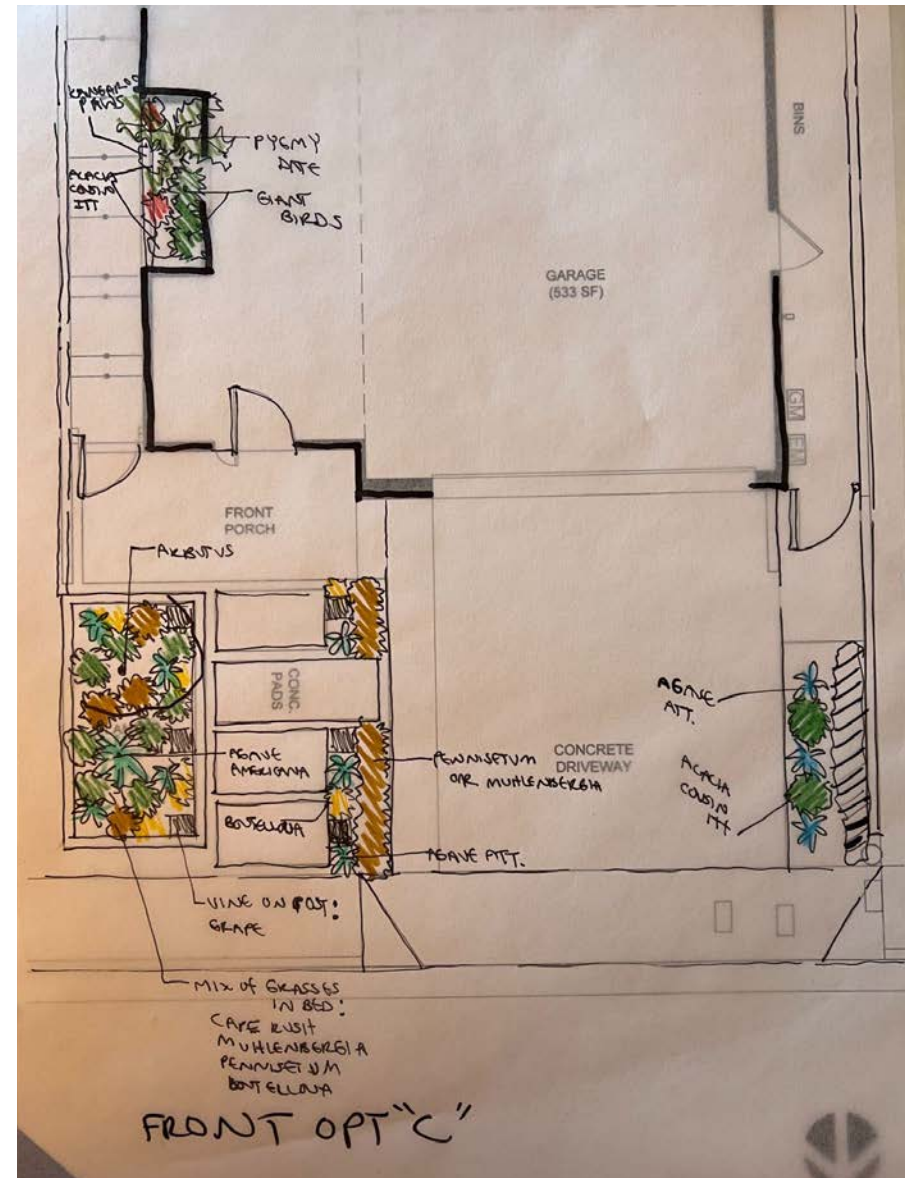 KANGAROO
PAWS
PYGMY
DATE
ACACIA
COUSIN
ITT
GIANT
BIRDS
BINS
GARAGE
(533 SF)
GM
EM
FRONT
PORCH
ARBUTUS
CONC.
PADS
AGAVE
ATT.
AGAVE
AMERICANA
PENNISETUM
OR MUHLENBERGIA
CONCRETE
DRIVEWAY
ACACIA
COUSIN
ITT
AGAVE ATT.
VINE ON POST:
GRAPE
MIX OF GRASSES
IN BED:
CAPE RUSH
MUHLENBERGIA
PENNISETUM
FRONT OPT "C"